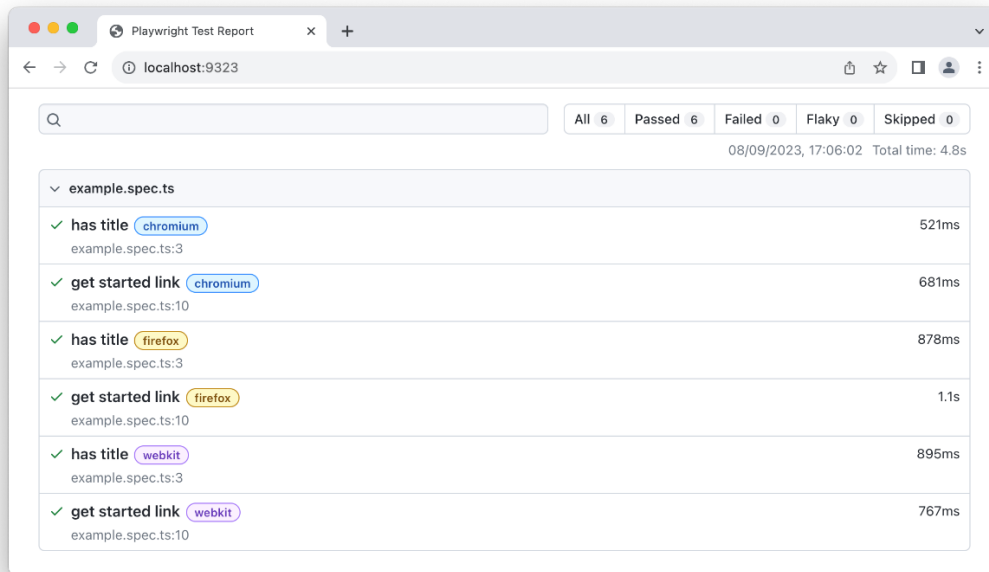 Playwright Test Report
localhost:9323
All 6 Passed 6 Failed 0 Flaky 0 Skipped 0
08/09/2023, 17:06:02 Total time: 4.8s
example.spec.ts
has title chromium 521ms
example.spec.ts:3
get started link chromium 681ms
example.spec.ts:10
has title firefox 878ms
example.spec.ts:3
get started link firefox 1.1s
example.spec.ts:10
has title webkit 895ms
example.spec.ts:3
get started link webkit 767ms
example.spec.ts:10